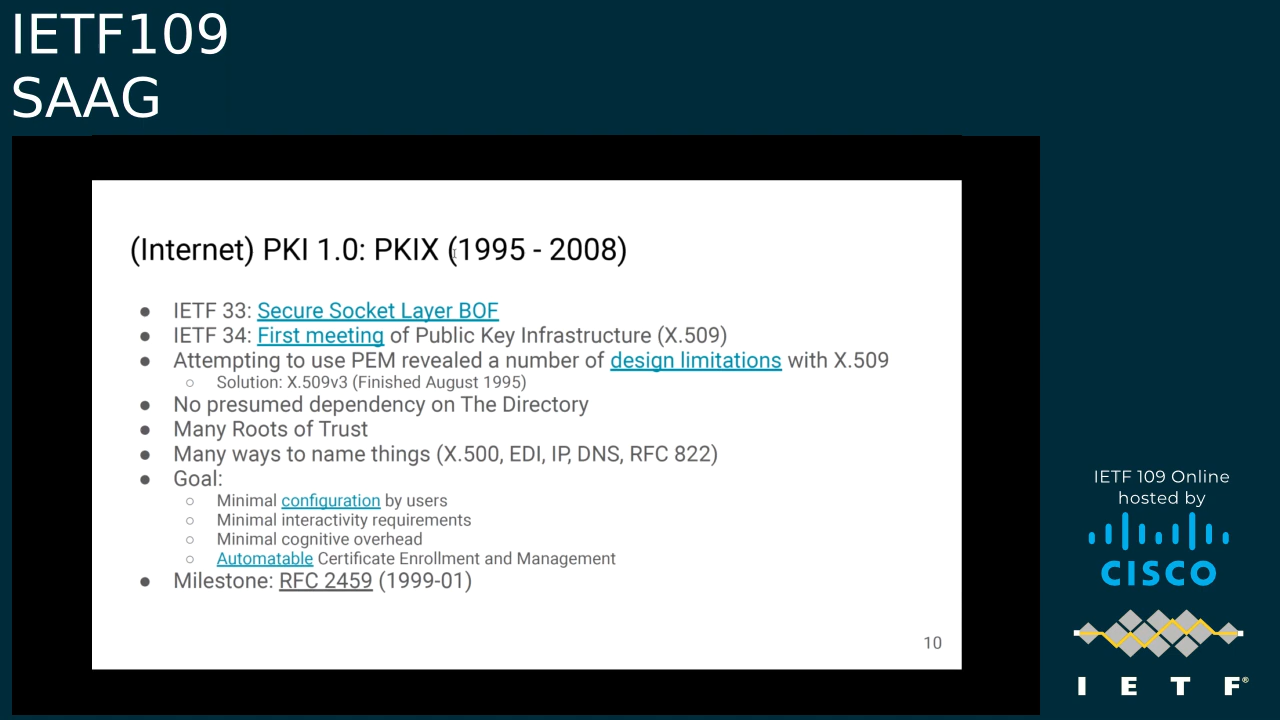 IETF109
SAAG
(Internet) PKI 1.0: PKIX (1995 - 2008)
● IETF 33: Secure Socket Layer BOF
● IETF 34: First meeting of Public Key Infrastructure (X.509)
● Attempting to use PEM revealed a number of design limitations with X.509
○ Solution: X.509v3 (Finished August 1995)
● No presumed dependency on The Directory
● Many Roots of Trust
● Many ways to name things (X.500, EDI, IP, DNS, RFC 822)
● Goal:
○ Minimal configuration by users
○ Minimal interactivity requirements
○ Minimal cognitive overhead
○ Automatable Certificate Enrollment and Management
● Milestone: RFC 2459 (1999-01)
10
IETF 109 Online
hosted by
CISCO
I E T F®